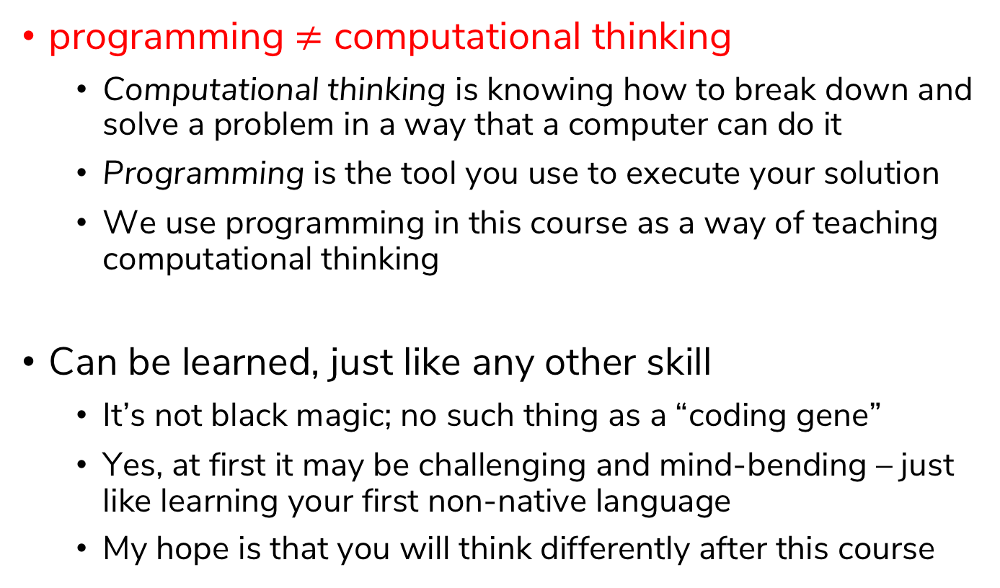 • programming ≠ computational thinking
• Computational thinking is knowing how to break down and
solve a problem in a way that a computer can do it
• Programming is the tool you use to execute your solution
• We use programming in this course as a way of teaching
computational thinking
• Can be learned, just like any other skill
• It’s not black magic; no such thing as a “coding gene”
• Yes, at first it may be challenging and mind-bending – just
like learning your first non-native language
• My hope is that you will think differently after this course